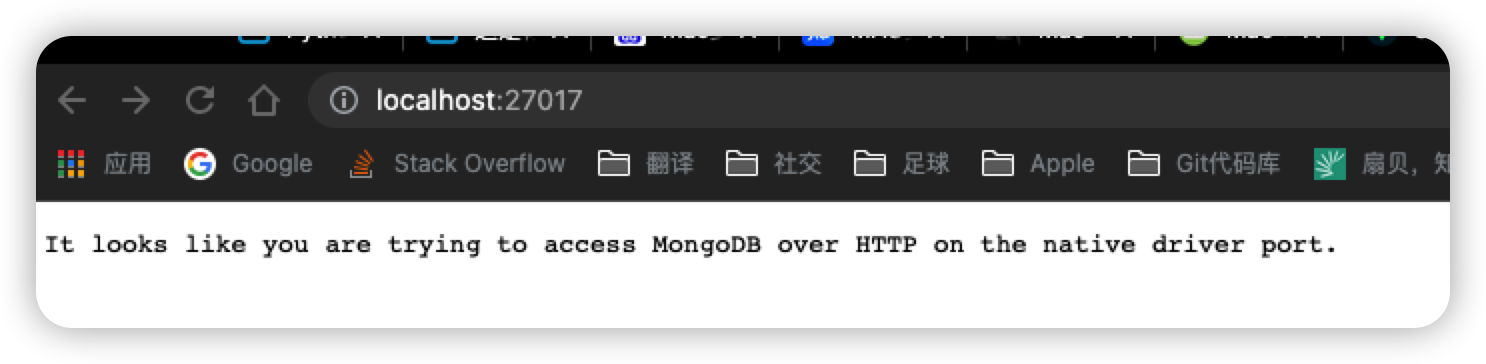 localhost:27017
应用 Google Stack Overflow 翻译 社交 足球 Apple Git代码库 扇贝，
It looks like you are trying to access MongoDB over HTTP on the native driver port.